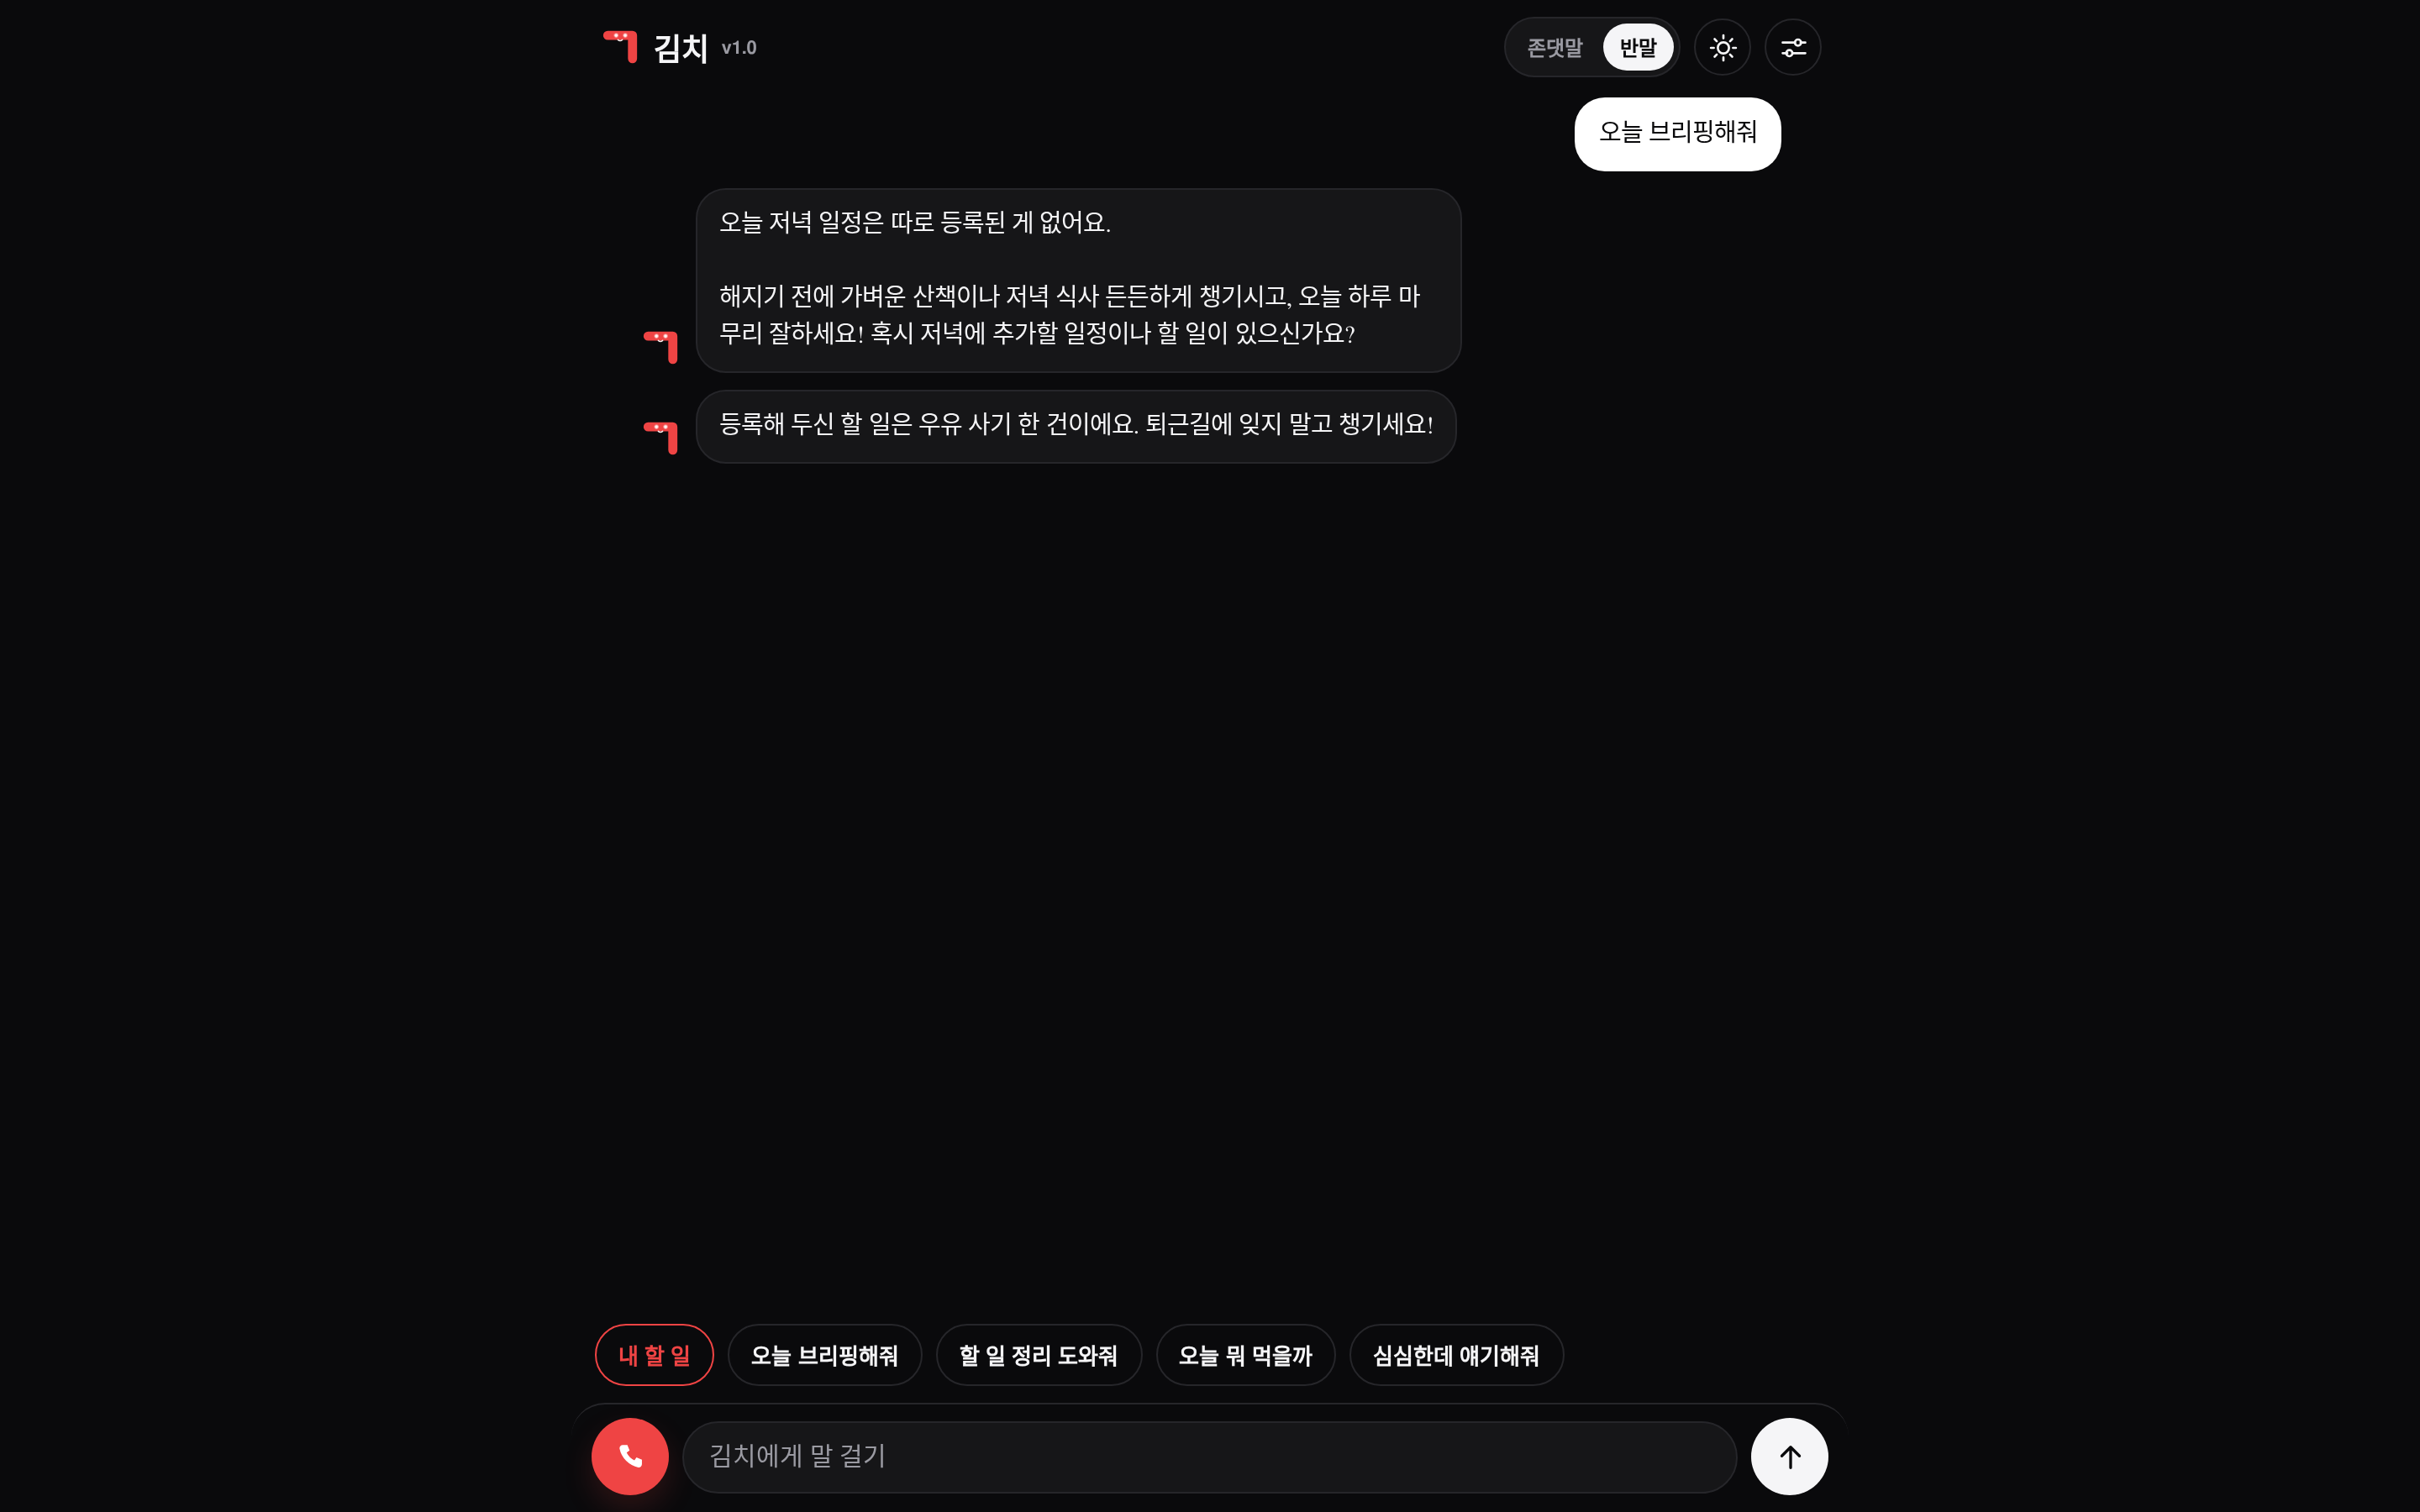 김치 v1.0
존댓말 반말
오늘 브리핑해줘
오늘 저녁 일정은 따로 등록된 게 없어요.
해지기 전에 가벼운 산책이나 저녁 식사 든든하게 챙기시고, 오늘 하루 마
무리 잘하세요! 혹시 저녁에 추가할 일정이나 할 일이 있으신가요?
등록해 두신 할 일은 우유 사기 한 건이에요. 퇴근길에 잊지 말고 챙기세요!
내 할 일 오늘 브리핑해줘 할 일 정리 도와줘 오늘 뭐 먹을까 심심한데 얘기해줘
김치에게 말 걸기